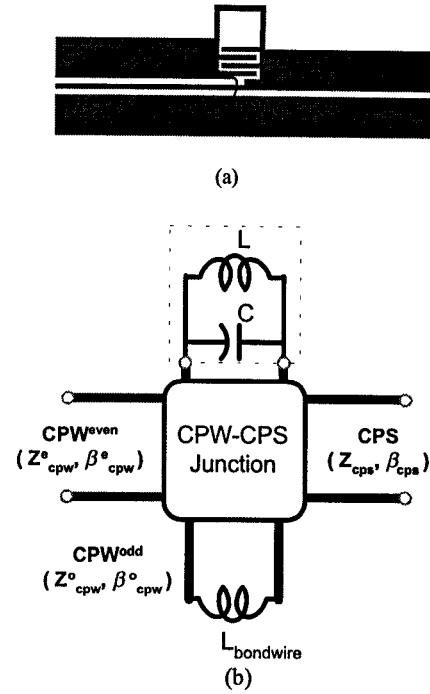 (a)
L
C
CPW^even
(Z^e_cpw, β^e_cpw)
CPW-CPS
Junction
CPS
(Z_cps, β_cps)
CPW^odd
(Z^o_cpw, β^o_cpw)
L_bondwire
(b)